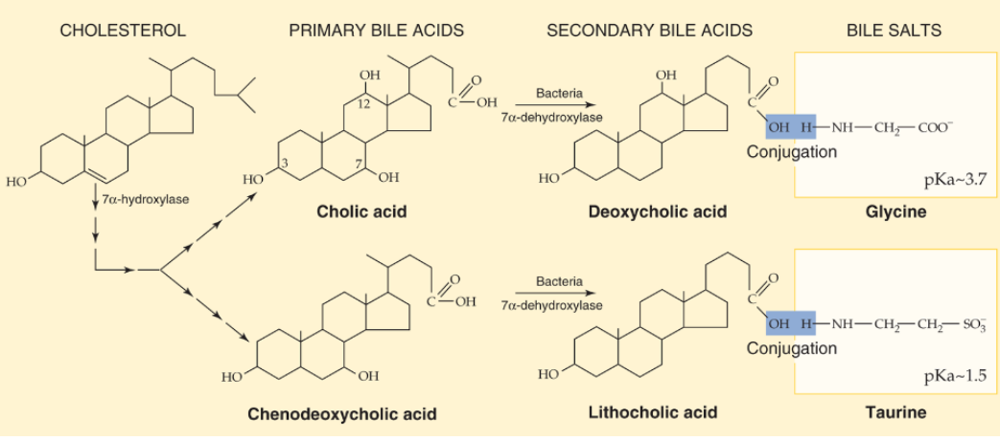 CHOLESTEROL PRIMARY BILE ACIDS SECONDARY BILE ACIDS BILE SALTS
HO
7α-hydroxylase
OH
12
O
C—OH
3
7
HO
OH
Cholic acid
Bacteria
7α-dehydroxylase
OH
O
C
OH H—NH—CH₂—COO⁻
Conjugation
HO
pKa~3.7
Deoxycholic acid
Glycine
O
C—OH
HO
OH
Chenodeoxycholic acid
Bacteria
7α-dehydroxylase
O
C
OH H—NH—CH₂—CH₂—SO₃⁻
Conjugation
HO
pKa~1.5
Lithocholic acid
Taurine